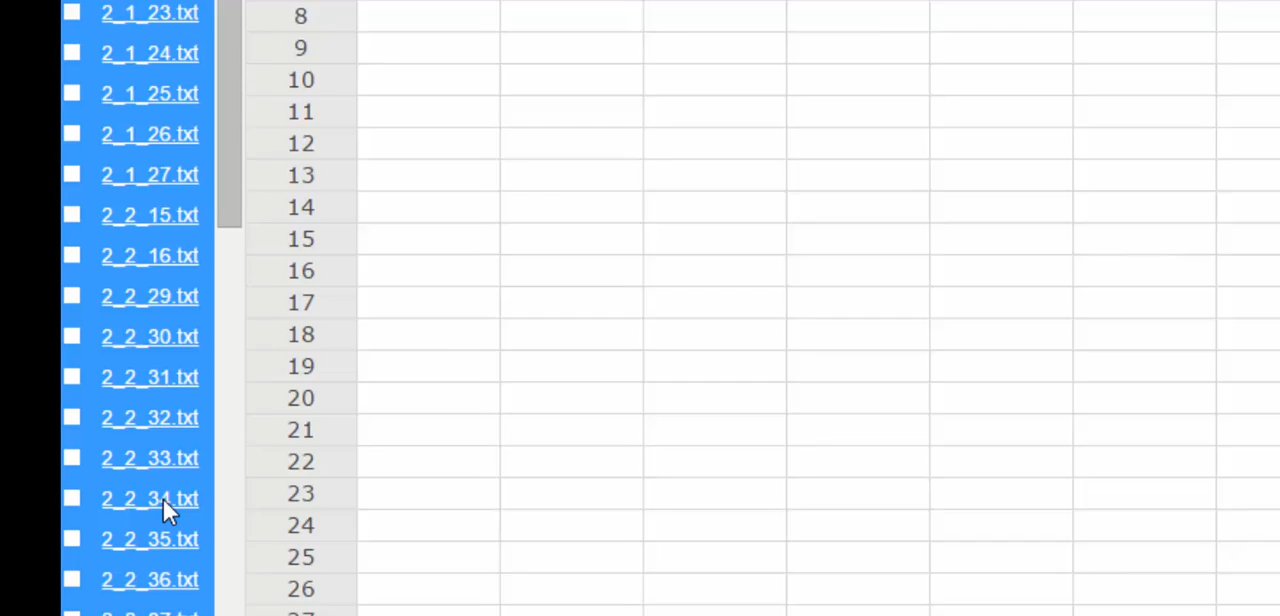 2_1_23.txt
2_1_24.txt
2_1_25.txt
2_1_26.txt
2_1_27.txt
2_2_15.txt
2_2_16.txt
2_2_29.txt
2_2_30.txt
2_2_31.txt
2_2_32.txt
2_2_33.txt
2_2_34.txt
2_2_35.txt
2_2_36.txt
8
9
10
11
12
13
14
15
16
17
18
19
20
21
22
23
24
25
26